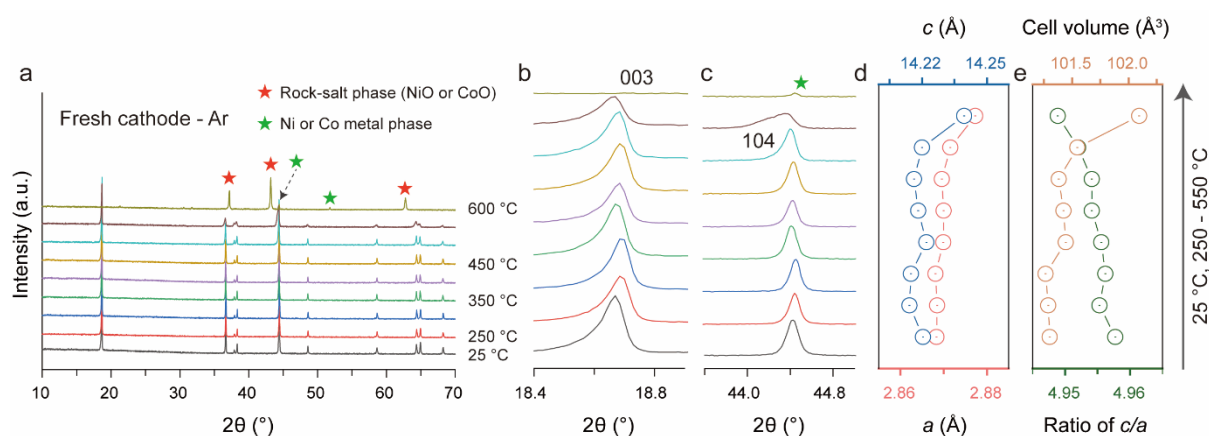 a
Fresh cathode - Ar
★ Rock-salt phase (NiO or CoO)
★ Ni or Co metal phase
Intensity (a.u.)
600 °C
450 °C
350 °C
250 °C
25 °C
10 20 30 40 50 60 70
2θ (°)
b
003
18.4 18.8
2θ (°)
c
104
44.0 44.8
2θ (°)
d
c (Å)
14.22 14.25
2.86 2.88
a (Å)
e
Cell volume (Å³)
101.5 102.0
4.95 4.96
Ratio of c/a
25 °C, 250 - 550 °C